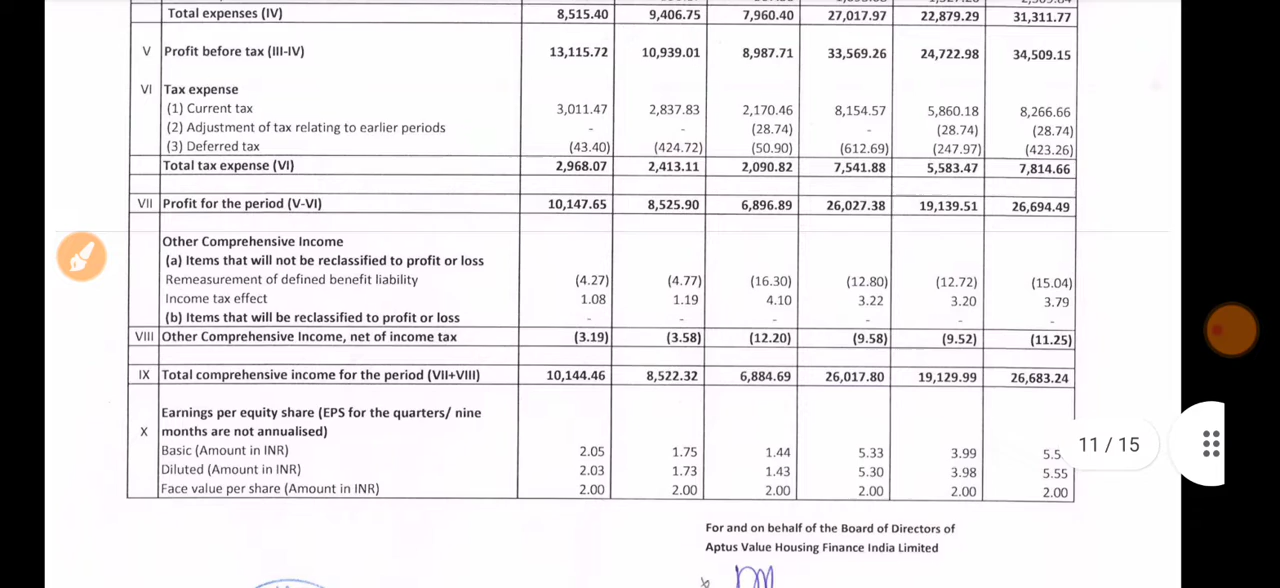 Total expenses (IV) 8,515.40 9,406.75 7,960.40 27,017.97 22,879.29 31,311.77
V Profit before tax (III-IV) 13,115.72 10,939.01 8,987.71 33,569.26 24,722.98 34,509.15
VI Tax expense
(1) Current tax 3,011.47 2,837.83 2,170.46 8,154.57 5,860.18 8,266.66
(2) Adjustment of tax relating to earlier periods - - (28.74) - (28.74) (28.74)
(3) Deferred tax (43.40) (424.72) (50.90) (612.69) (247.97) (423.26)
Total tax expense (VI) 2,968.07 2,413.11 2,090.82 7,541.88 5,583.47 7,814.66
VII Profit for the period (V-VI) 10,147.65 8,525.90 6,896.89 26,027.38 19,139.51 26,694.49
Other Comprehensive Income
(a) Items that will not be reclassified to profit or loss
Remeasurement of defined benefit liability (4.27) (4.77) (16.30) (12.80) (12.72) (15.04)
Income tax effect 1.08 1.19 4.10 3.22 3.20 3.79
(b) Items that will be reclassified to profit or loss - - - - - -
VIII Other Comprehensive Income, net of income tax (3.19) (3.58) (12.20) (9.58) (9.52) (11.25)
IX Total comprehensive income for the period (VII+VIII) 10,144.46 8,522.32 6,884.69 26,017.80 19,129.99 26,683.24
Earnings per equity share (EPS for the quarters/ nine
X months are not annualised)
11 / 15
Basic (Amount in INR) 2.05 1.75 1.44 5.33 3.99
Diluted (Amount in INR) 2.03 1.73 1.43 5.30 3.98 5.55
Face value per share (Amount in INR) 2.00 2.00 2.00 2.00 2.00 2.00
For and on behalf of the Board of Directors of
Aptus Value Housing Finance India Limited